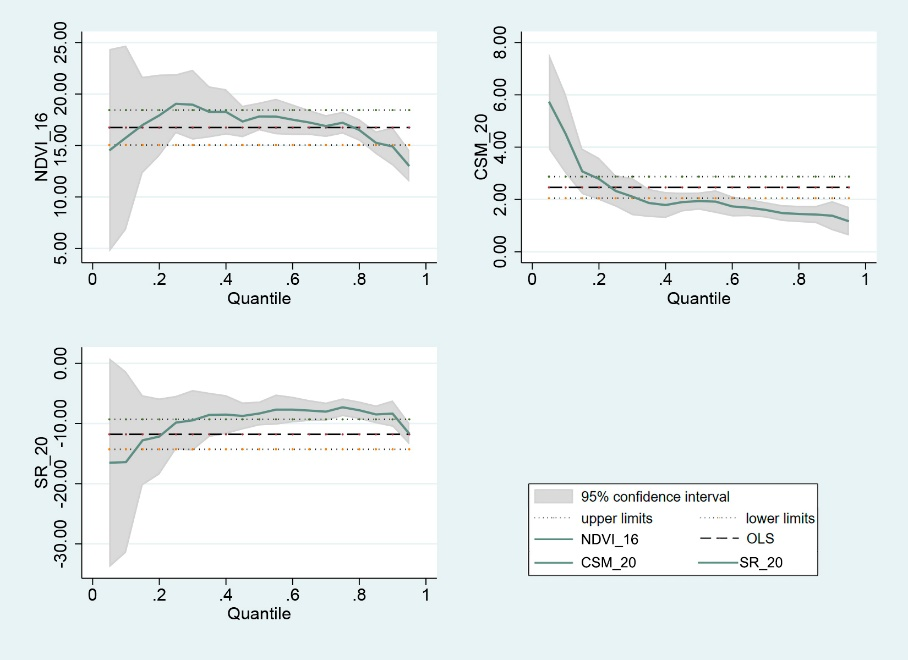 NDVI_16
25.00
20.00
15.00
10.00
5.00
0 .2 .4 .6 .8 1
Quantile
CSM_20
8.00
6.00
4.00
2.00
0.00
0 .2 .4 .6 .8 1
Quantile
SR_20
0.00
-10.00
-20.00
-30.00
0 .2 .4 .6 .8 1
Quantile
95% confidence interval
upper limits lower limits
NDVI_16 OLS
CSM_20 SR_20